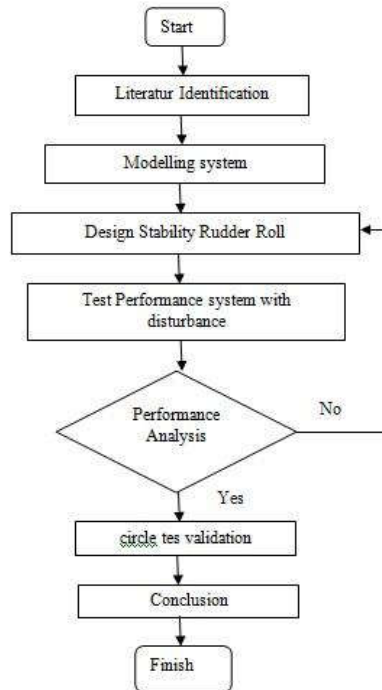 Start
Literatur Identification
Modelling system
Design Stability Rudder Roll
Test Performance system with
disturbance
Performance
Analysis
No
Yes
circle tes validation
Conclusion
Finish